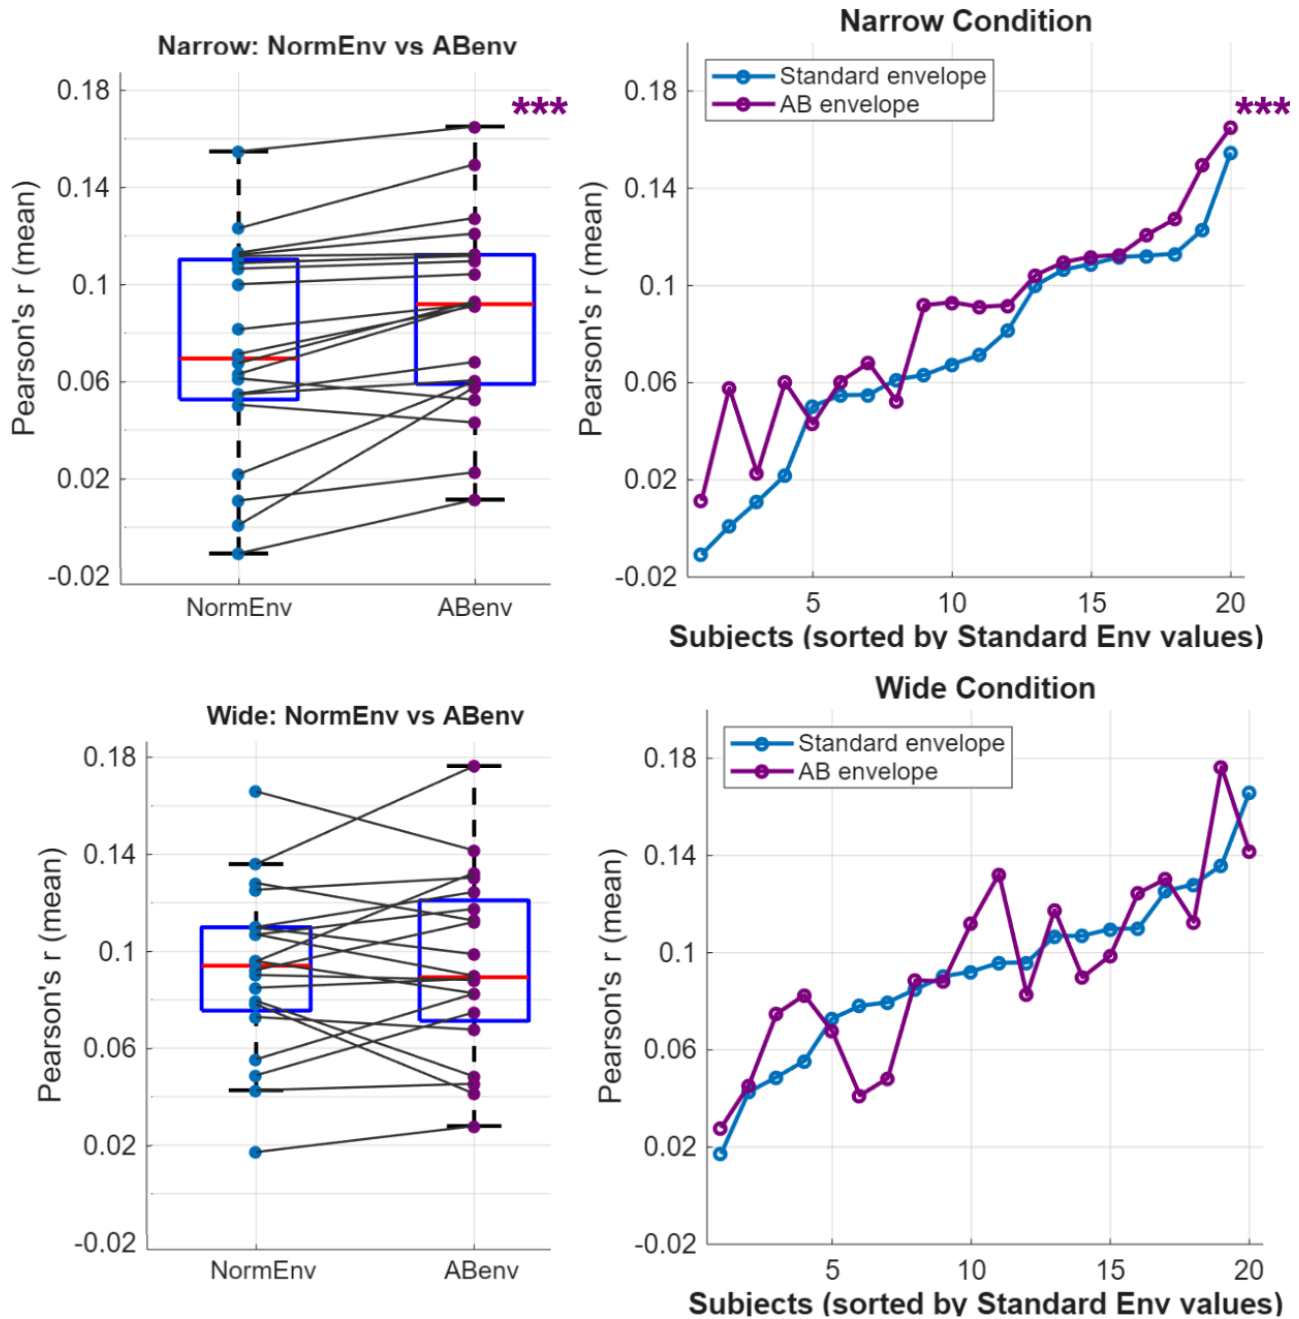 Narrow: NormEnv vs ABenv
***
0.18
0.14
0.1
0.06
0.02
-0.02
Pearson's r (mean)
NormEnv
ABenv
Narrow Condition
Standard envelope
AB envelope
***
0.18
0.14
0.1
0.06
0.02
-0.02
Pearson's r (mean)
5
10
15
20
Subjects (sorted by Standard Env values)
Wide: NormEnv vs ABenv
0.18
0.14
0.1
0.06
0.02
-0.02
Pearson's r (mean)
NormEnv
ABenv
Wide Condition
Standard envelope
AB envelope
0.18
0.14
0.1
0.06
0.02
-0.02
Pearson's r (mean)
5
10
15
20
Subjects (sorted by Standard Env values)